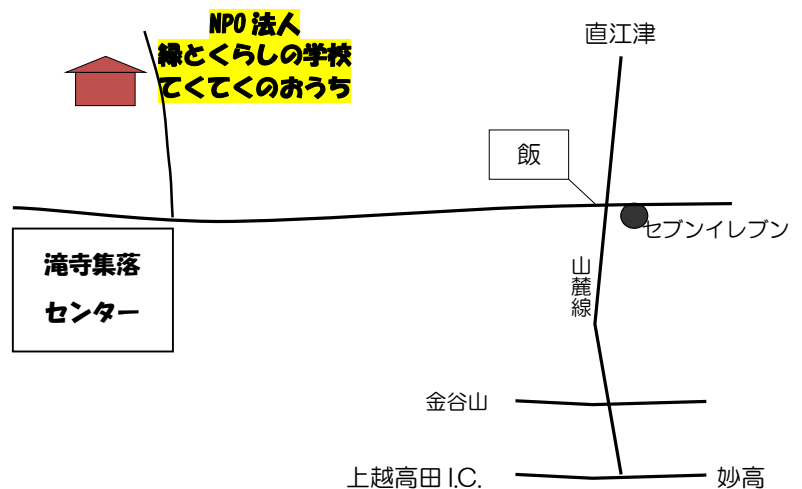 NPO 法人
緑とくらしの学校
てくてくのおうち
直江津
飯
セブンイレブン
滝寺集落
センター
山麓線
金谷山
上越高田 I.C.
妙高